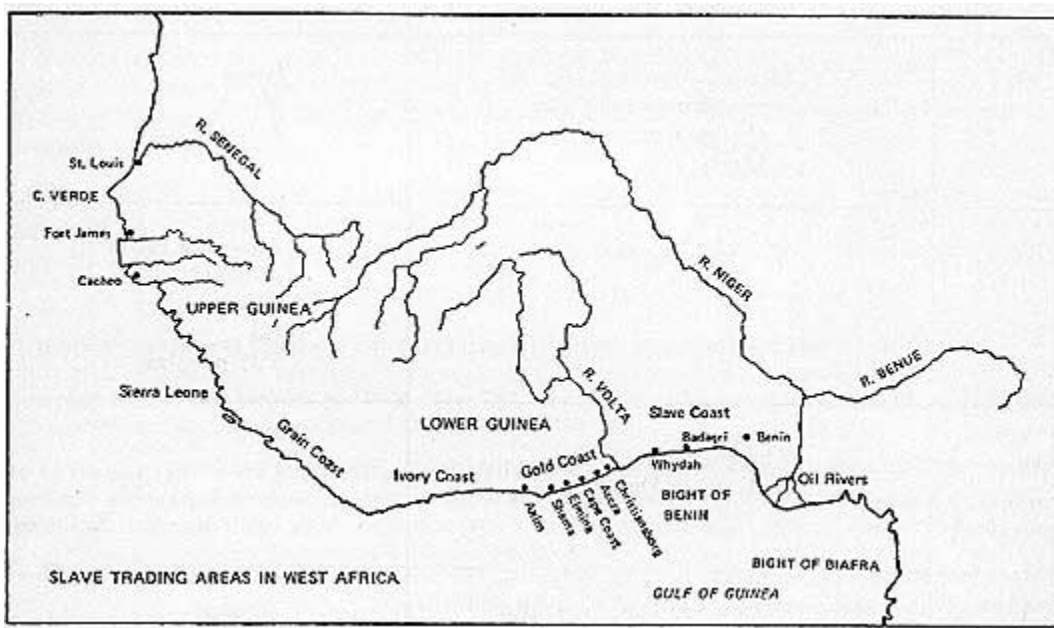 R. SENEGAL
St. Louis
C. VERDE
Fort James
Cacheo
UPPER GUINEA
R. NIGER
R. BENUE
R. VOLTA
Sierra Leone
Grain Coast
LOWER GUINEA
Slave Coast
Badagri
Benin
Whydah
Gold Coast
Ivory Coast
Oil Rivers
Axim
Shama
Elmina
Cape Coast
Accra
Christiansborg
BIGHT OF
BENIN
BIGHT OF BIAFRA
SLAVE TRADING AREAS IN WEST AFRICA
GULF OF GUINEA